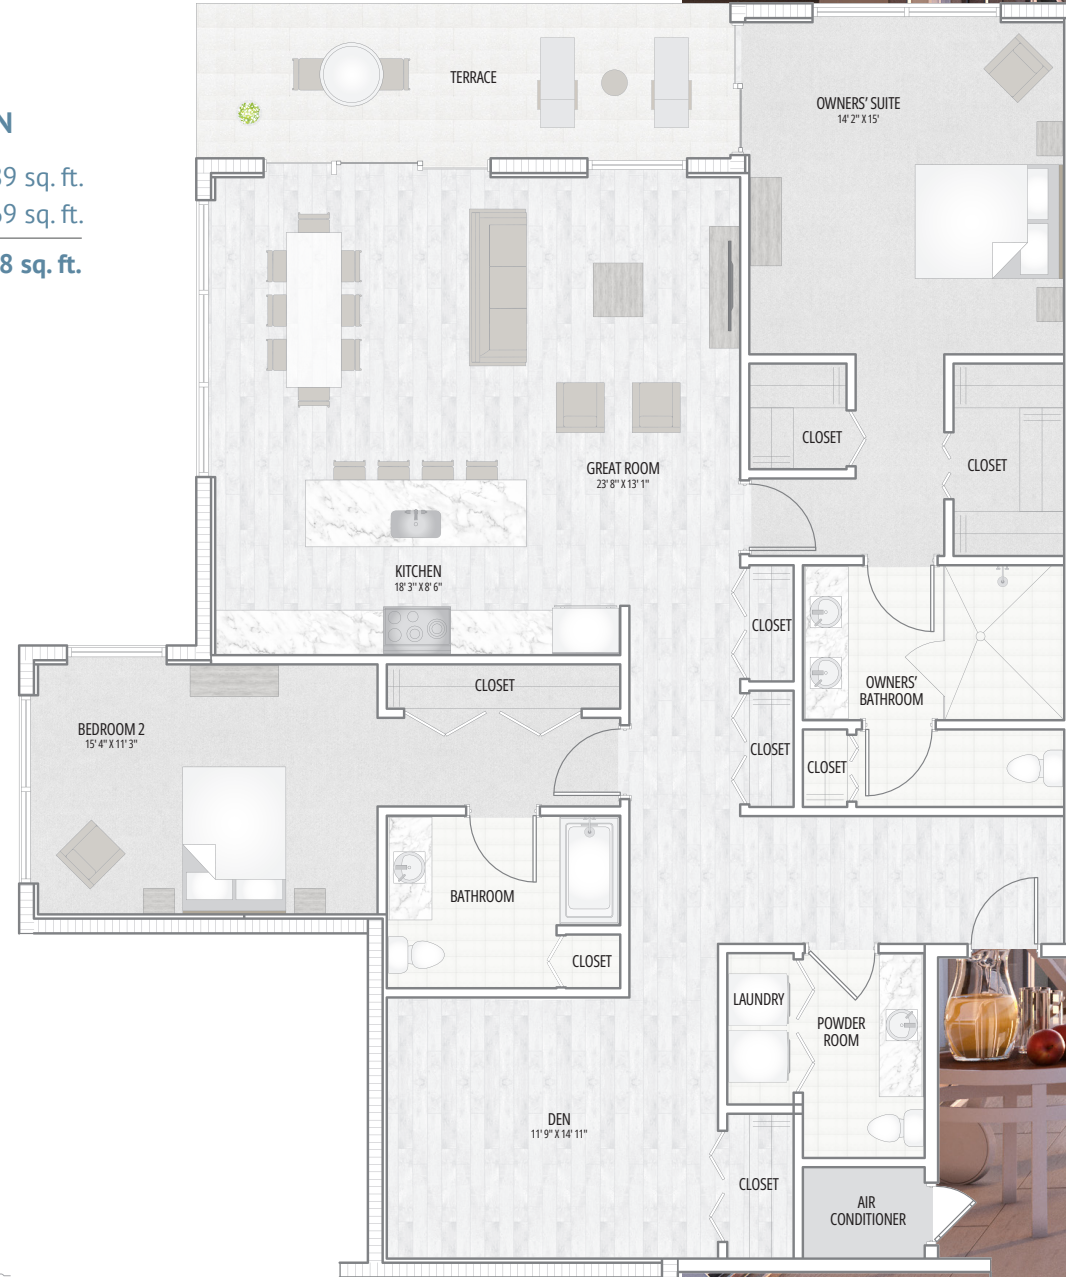 TERRACE
OWNERS' SUITE
14' 2" X 15'
N
9 sq. ft.
9 sq. ft.
8 sq. ft.
CLOSET
CLOSET
GREAT ROOM
23' 8" X 13' 1"
KITCHEN
18' 3" X 8' 6"
CLOSET
CLOSET
OWNERS'
BATHROOM
BEDROOM 2
15' 4" X 11' 3"
CLOSET
CLOSET
BATHROOM
CLOSET
LAUNDRY
POWDER
ROOM
DEN
11' 9" X 14' 11"
CLOSET
AIR
CONDITIONER